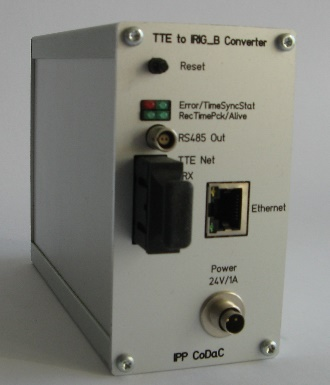 TTE to IRIG_B Converter
Reset
Error/TimeSyncStat
RecTimePck/Alive
RS485 Out
TTE Net
RX
Ethernet
Power
24V/1A
IPP CoDaC